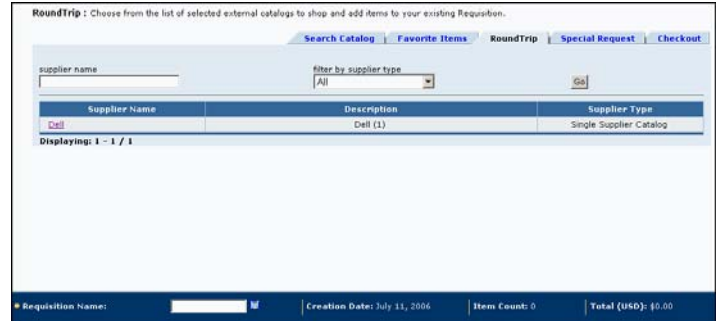 RoundTrip : Choose from the list of selected external catalogs to shop and add items to your existing Requisition.
Search Catalog | Favorite Items RoundTrip | Special Request | Checkout
supplier name filter by supplier type
All Go
Supplier Name Description Supplier Type
Dell Dell (1) Single Supplier Catalog
Displaying: 1 - 1 / 1
Requisition Name: Creation Date: July 11, 2006 Item Count: 0 Total (USD): $0.00